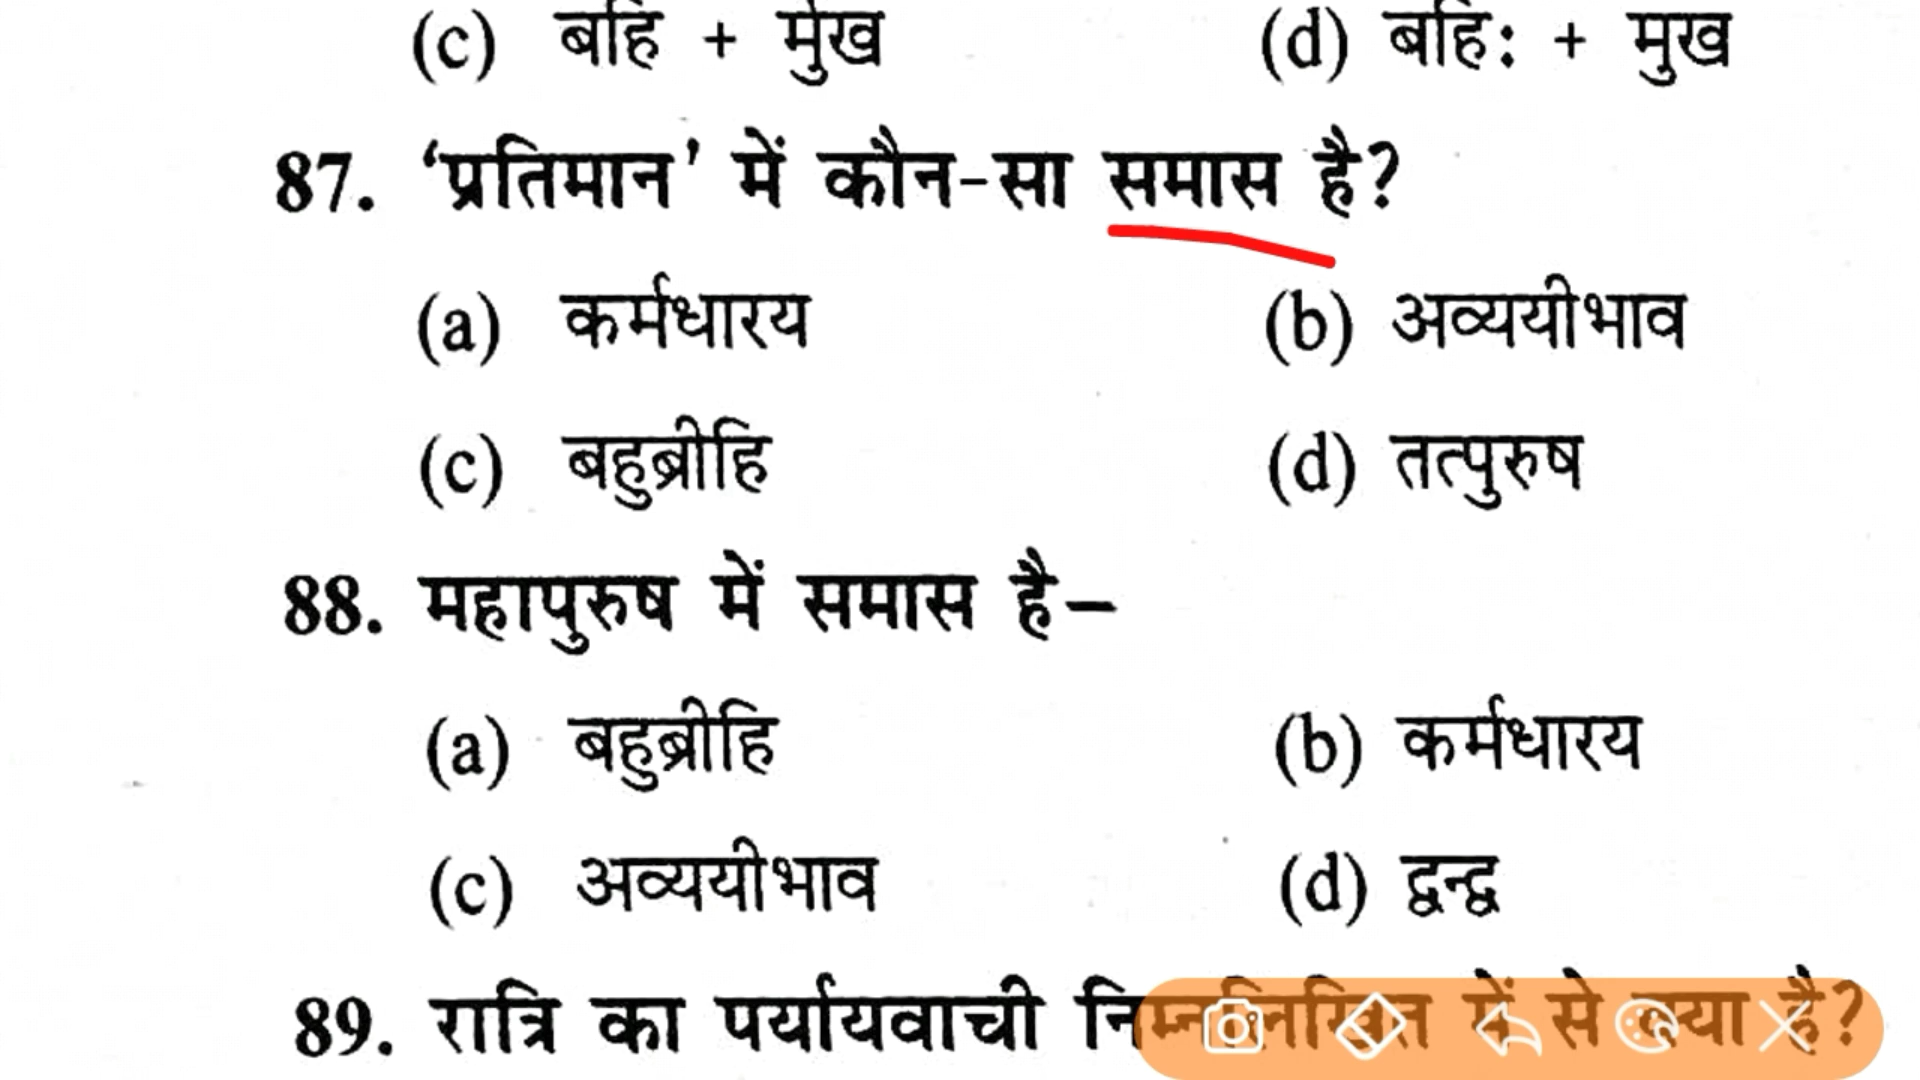 (c) बहि + र्मुख (d) बहि: + मुख
87. ‘प्रतिमान’ में कौन-सा समास है?
(a) कर्मधारय (b) अव्ययीभाव
(c) बहुब्रीहि (d) तत्पुरुष
88. महापुरुष में समास है–
(a) बहुब्रीहि (b) कर्मधारय
(c) अव्ययीभाव (d) द्वन्द्व
89. रात्रि का पर्यायवाची निम्नलिखित में से क्या है?